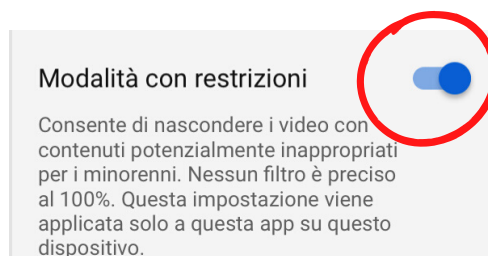 Modalità con restrizioni
Consente di nascondere i video con
contenuti potenzialmente inappropriati
per i minorenni. Nessun filtro è preciso
al 100%. Questa impostazione viene
applicata solo a questa app su questo
dispositivo.